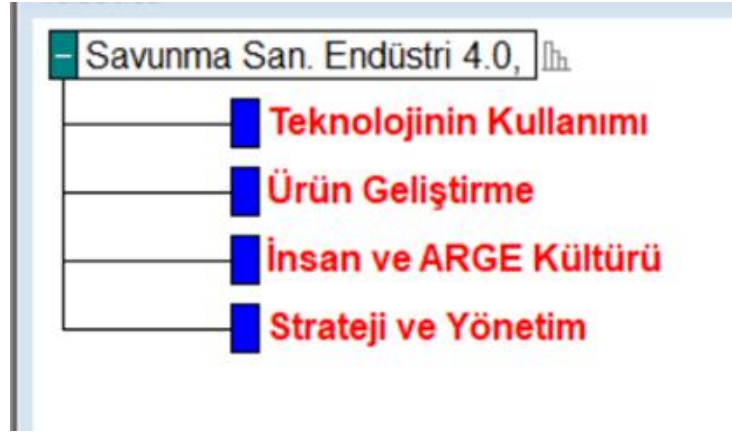 Savunma San. Endüstri 4.0,
Teknolojinin Kullanımı
Ürün Geliştirme
İnsan ve ARGE Kültürü
Strateji ve Yönetim